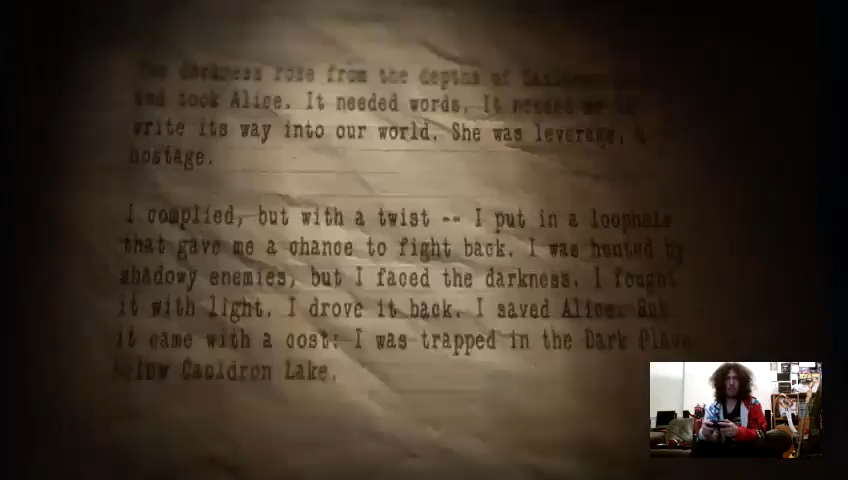 The darkness rose from the depths of
and took Alice. It needed words. It needed me to
write its way into our world. She was leverage, a
hostage.
I complied, but with a twist -- I put in a loophole
that gave me a chance to fight back. I was hunted by
shadowy enemies, but I faced the darkness. I fought
it with light. I drove it back. I saved Alice. But
it came with a cost: I was trapped in the Dark Place
below Cauldron Lake.